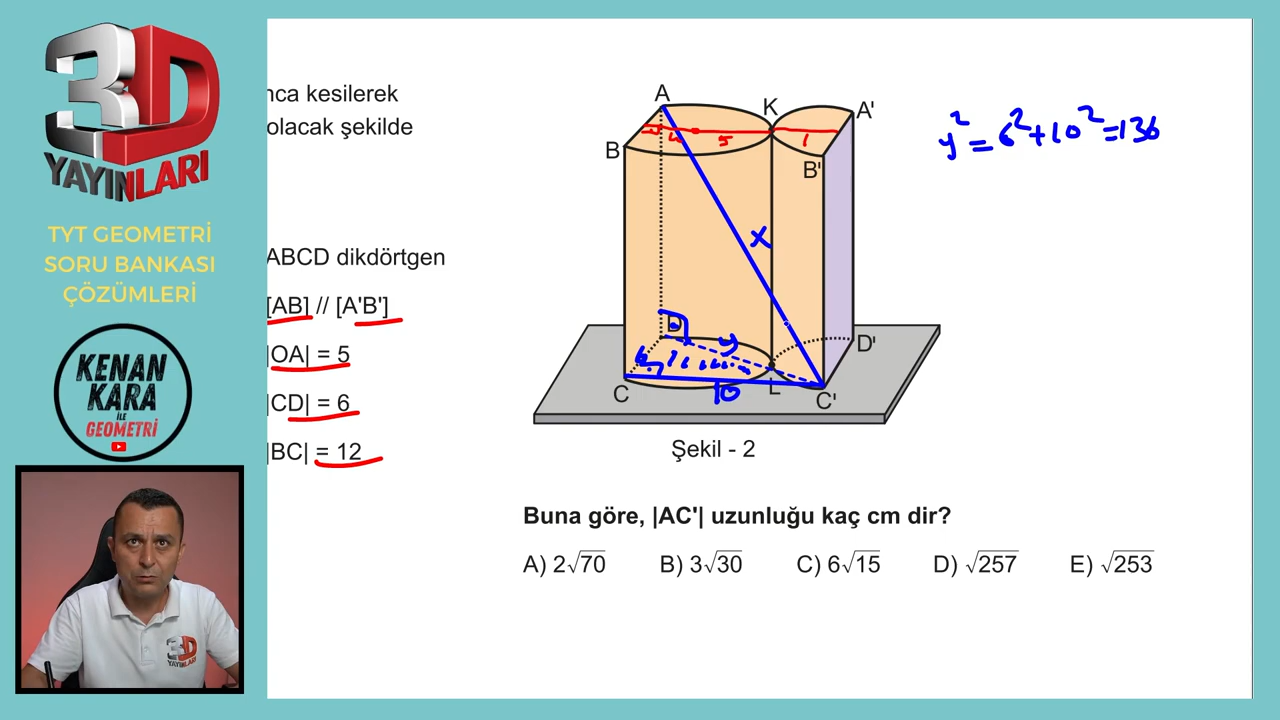 3D
YAYINLARI
TYT GEOMETRİ
SORU BANKASI
ÇÖZÜMLERİ
KENAN
KARA
İLE
GEOMETRİ
3D
YAYINLARI
nca kesilerek
olacak şekilde
ABCD dikdörtgen
[AB] // [A'B']
|OA| = 5
|CD| = 6
|BC| = 12
A
K
A'
B
B'
5
1
x
D
D'
6
y
10
C
L
C'
Şekil - 2
y² = 6² + 10² = 136
Buna göre, |AC'| uzunluğu kaç cm dir?
A) 2√70 B) 3√30 C) 6√15 D) √257 E) √253